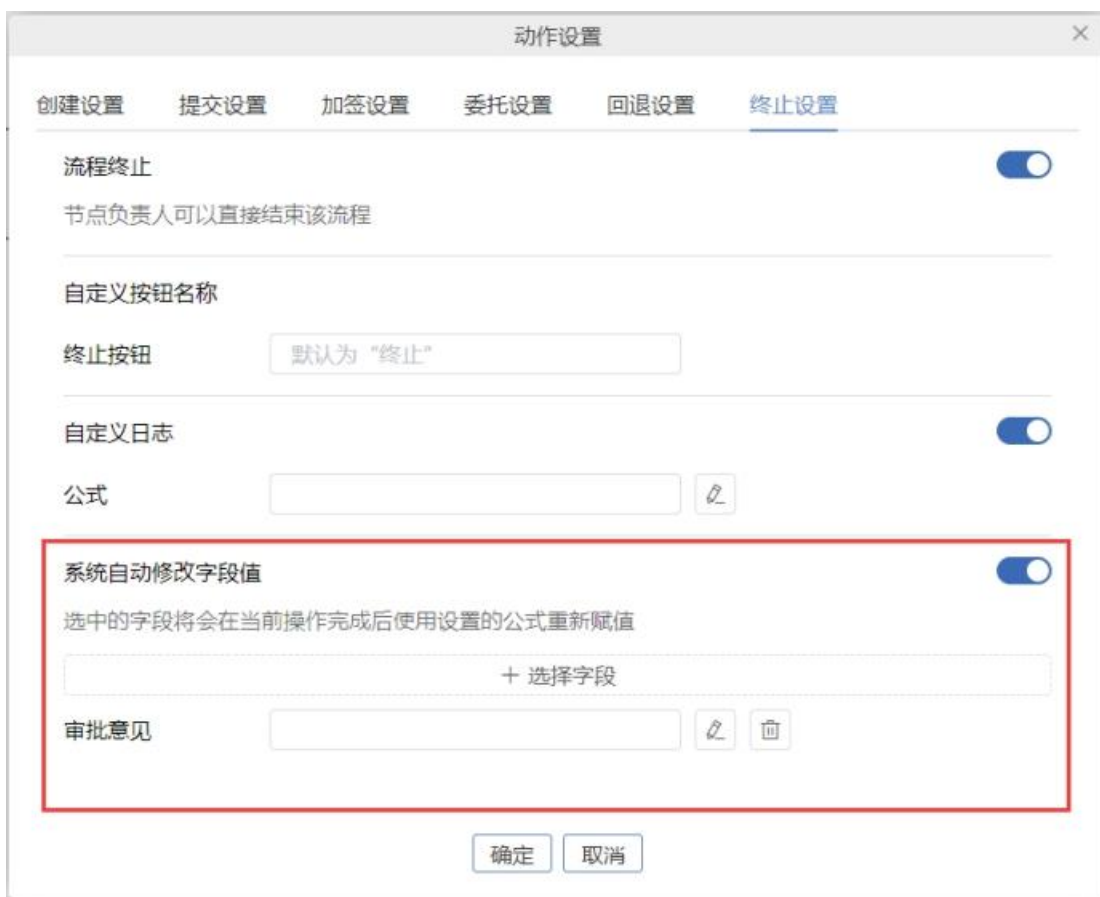 动作设置
创建设置 提交设置 加签设置 委托设置 回退设置 终止设置
流程终止
节点负责人可以直接结束该流程
自定义按钮名称
终止按钮 默认为 “终止”
自定义日志
公式
系统自动修改字段值
选中的字段将会在当前操作完成后使用设置的公式重新赋值
+ 选择字段
审批意见
确定 取消